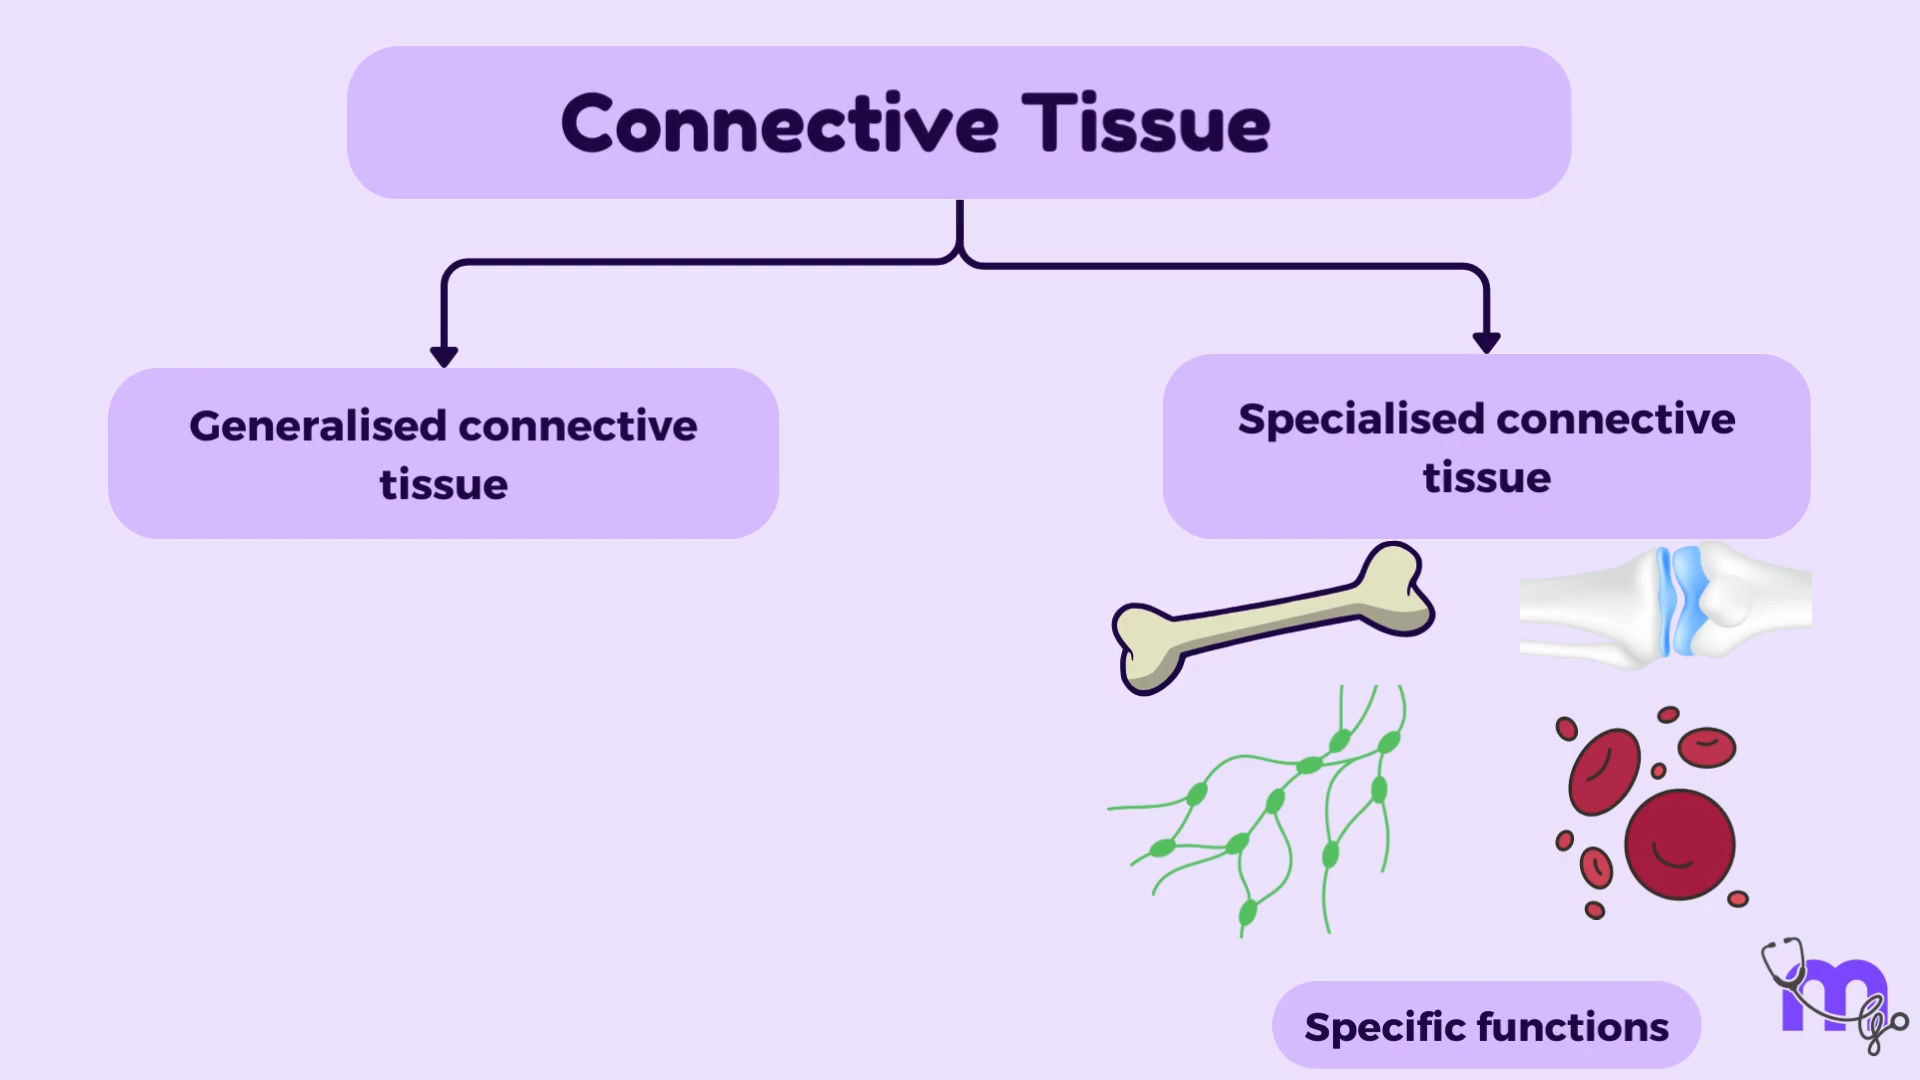 Connective Tissue
Generalised connective
tissue
Specialised connective
tissue
Specific functions
m